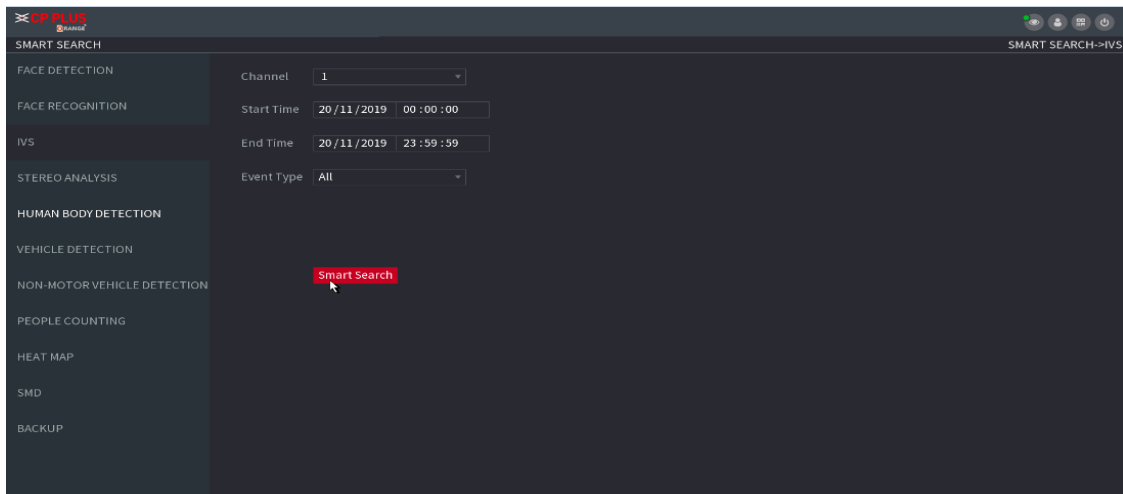 CP PLUS
ORANGE
SMART SEARCH
SMART SEARCH->IVS
FACE DETECTION
FACE RECOGNITION
IVS
STEREO ANALYSIS
HUMAN BODY DETECTION
VEHICLE DETECTION
NON-MOTOR VEHICLE DETECTION
PEOPLE COUNTING
HEAT MAP
SMD
BACKUP
Channel 1
Start Time 20/11/2019 00:00:00
End Time 20/11/2019 23:59:59
Event Type All
Smart Search